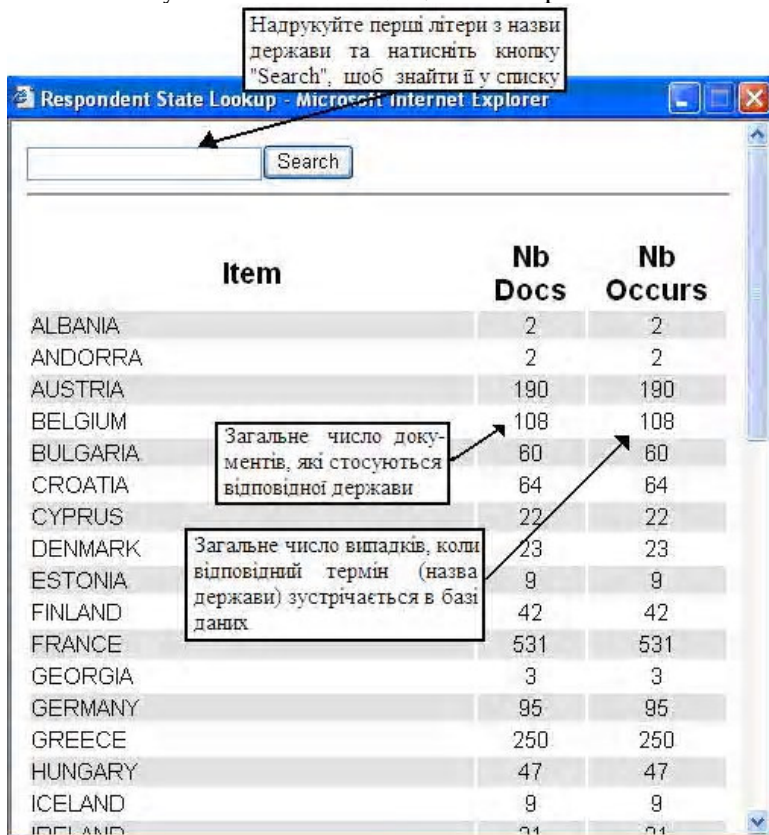 Надрукуйте перші літери з назви
держави та натисніть кнопку
"Search", щоб знайти її у списку
Respondent State Lookup - Microsoft Internet Explorer
Search
Item Nb Docs Nb Occurs
ALBANIA 2 2
ANDORRA 2 2
AUSTRIA 190 190
BELGIUM 108 108
BULGARIA 60 60
CROATIA 64 64
CYPRUS 22 22
DENMARK 23 23
ESTONIA 9 9
FINLAND 42 42
FRANCE 531 531
GEORGIA 3 3
GERMANY 95 95
GREECE 250 250
HUNGARY 47 47
ICELAND 9 9
IRELAND 21 21
Загальне число доку-
ментів, які стосуються
відповідної держави
Загальне число випадків, коли
відповідний термін (назва
держави) зустрічається в базі
даних